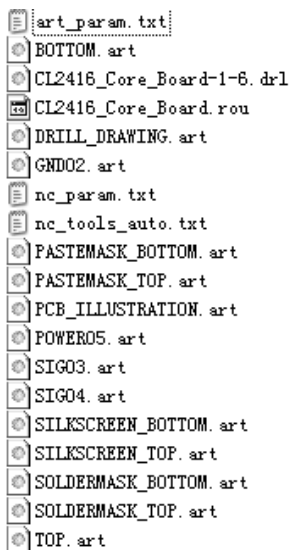 art_param.txt
BOTTOM.art
CL2416_Core_Board-1-6.drl
CL2416_Core_Board.rou
DRILL_DRAWING.art
GND02.art
nc_param.txt
nc_tools_auto.txt
PASTEMASK_BOTTOM.art
PASTEMASK_TOP.art
PCB_ILLUSTRATION.art
POWER05.art
SIG03.art
SIG04.art
SILKSCREEN_BOTTOM.art
SILKSCREEN_TOP.art
SOLDERMASK_BOTTOM.art
SOLDERMASK_TOP.art
TOP.art